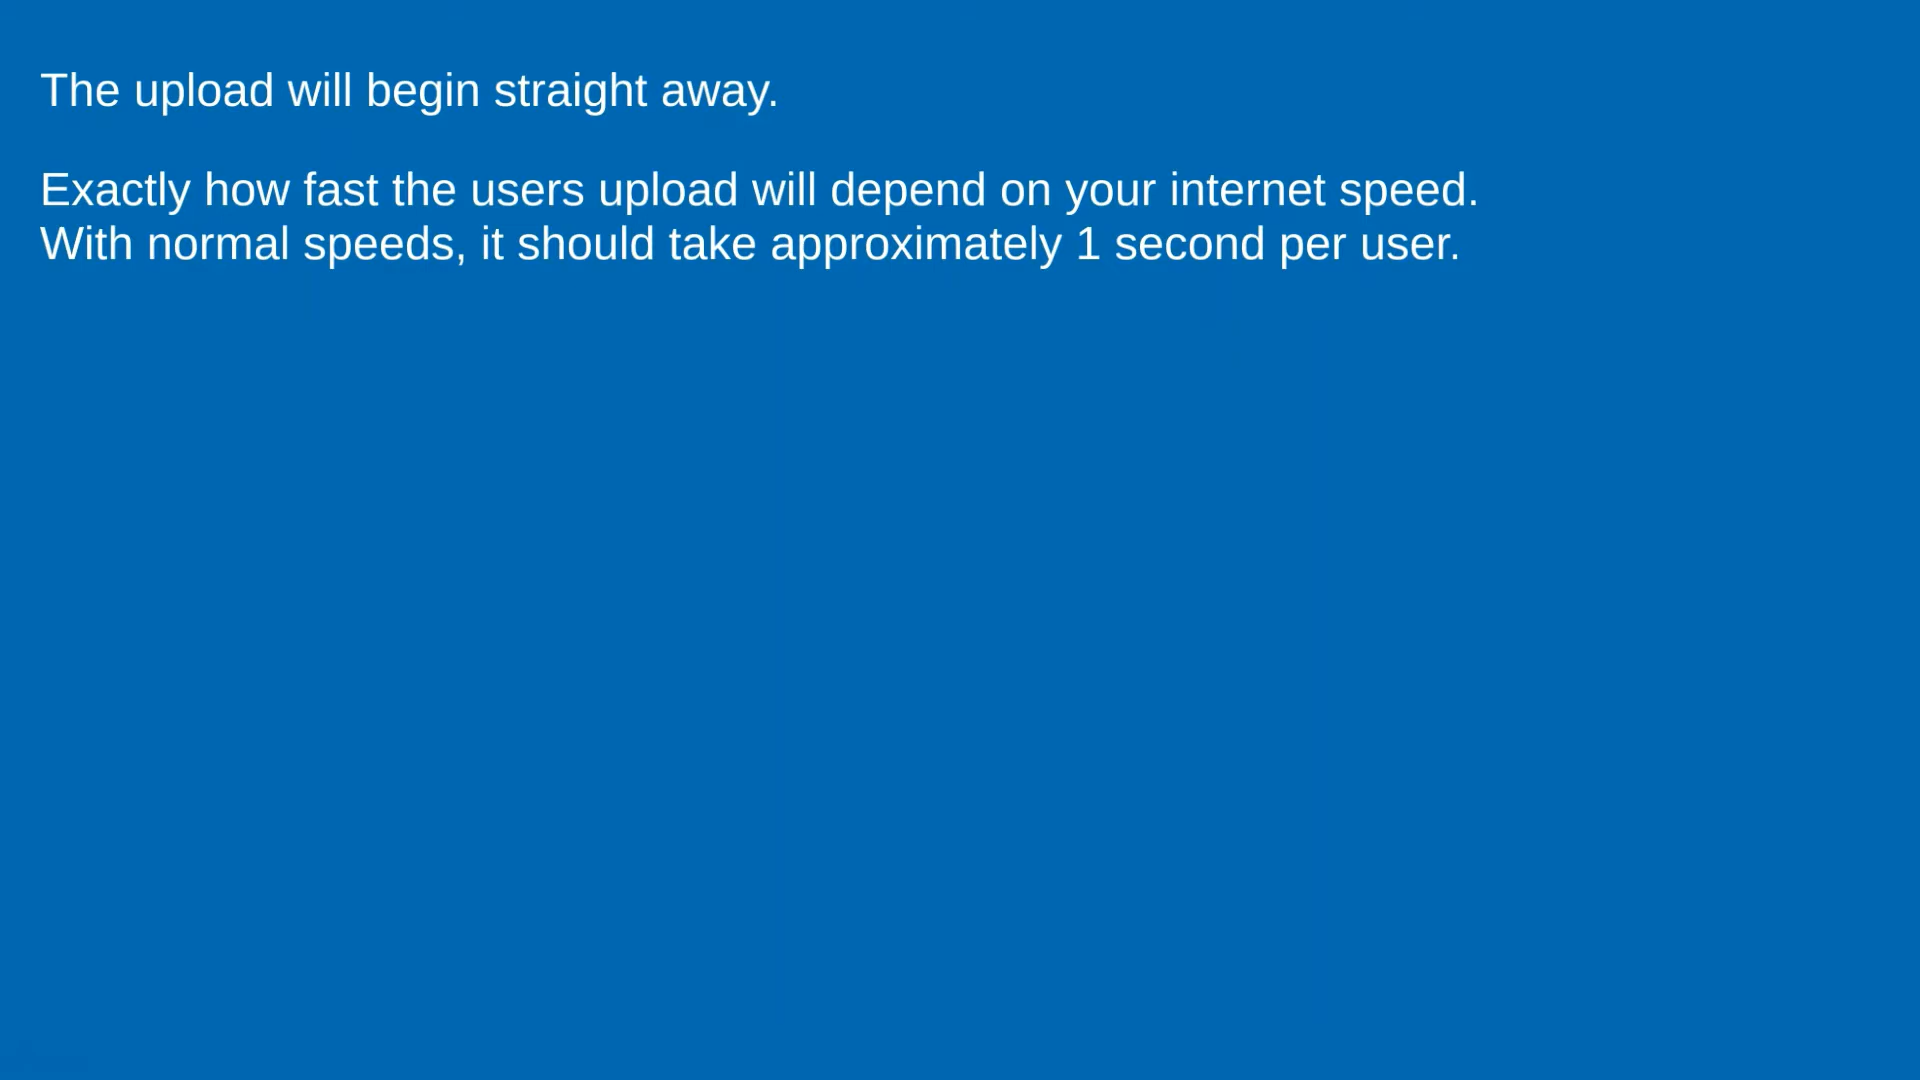 The upload will begin straight away.
Exactly how fast the users upload will depend on your internet speed.
With normal speeds, it should take approximately 1 second per user.